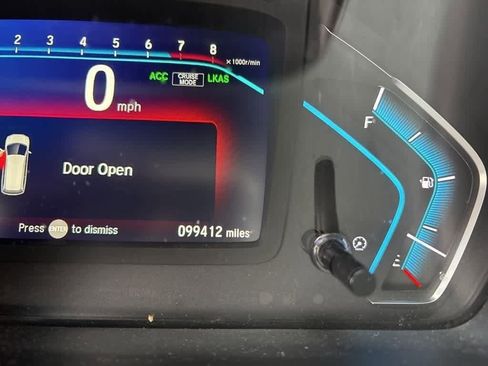 2 3 4 5 6 7 8 ×1000r/min
ACC CRUISE MODE LKAS
0 mph
Door Open
Press ENTER to dismiss
099412 miles
F
E